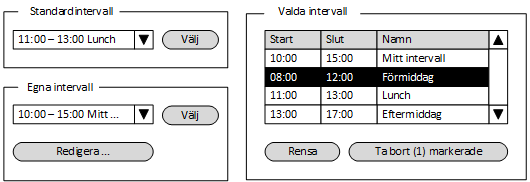 Standardintervall
11:00 – 13:00 Lunch
Välj
Egna intervall
10:00 – 15:00 Mitt ...
Välj
Redigera ...
Valda intervall
Start Slut Namn
10:00 15:00 Mitt intervall
08:00 12:00 Förmiddag
11:00 13:00 Lunch
13:00 17:00 Eftermiddag
Rensa
Ta bort (1) markerade